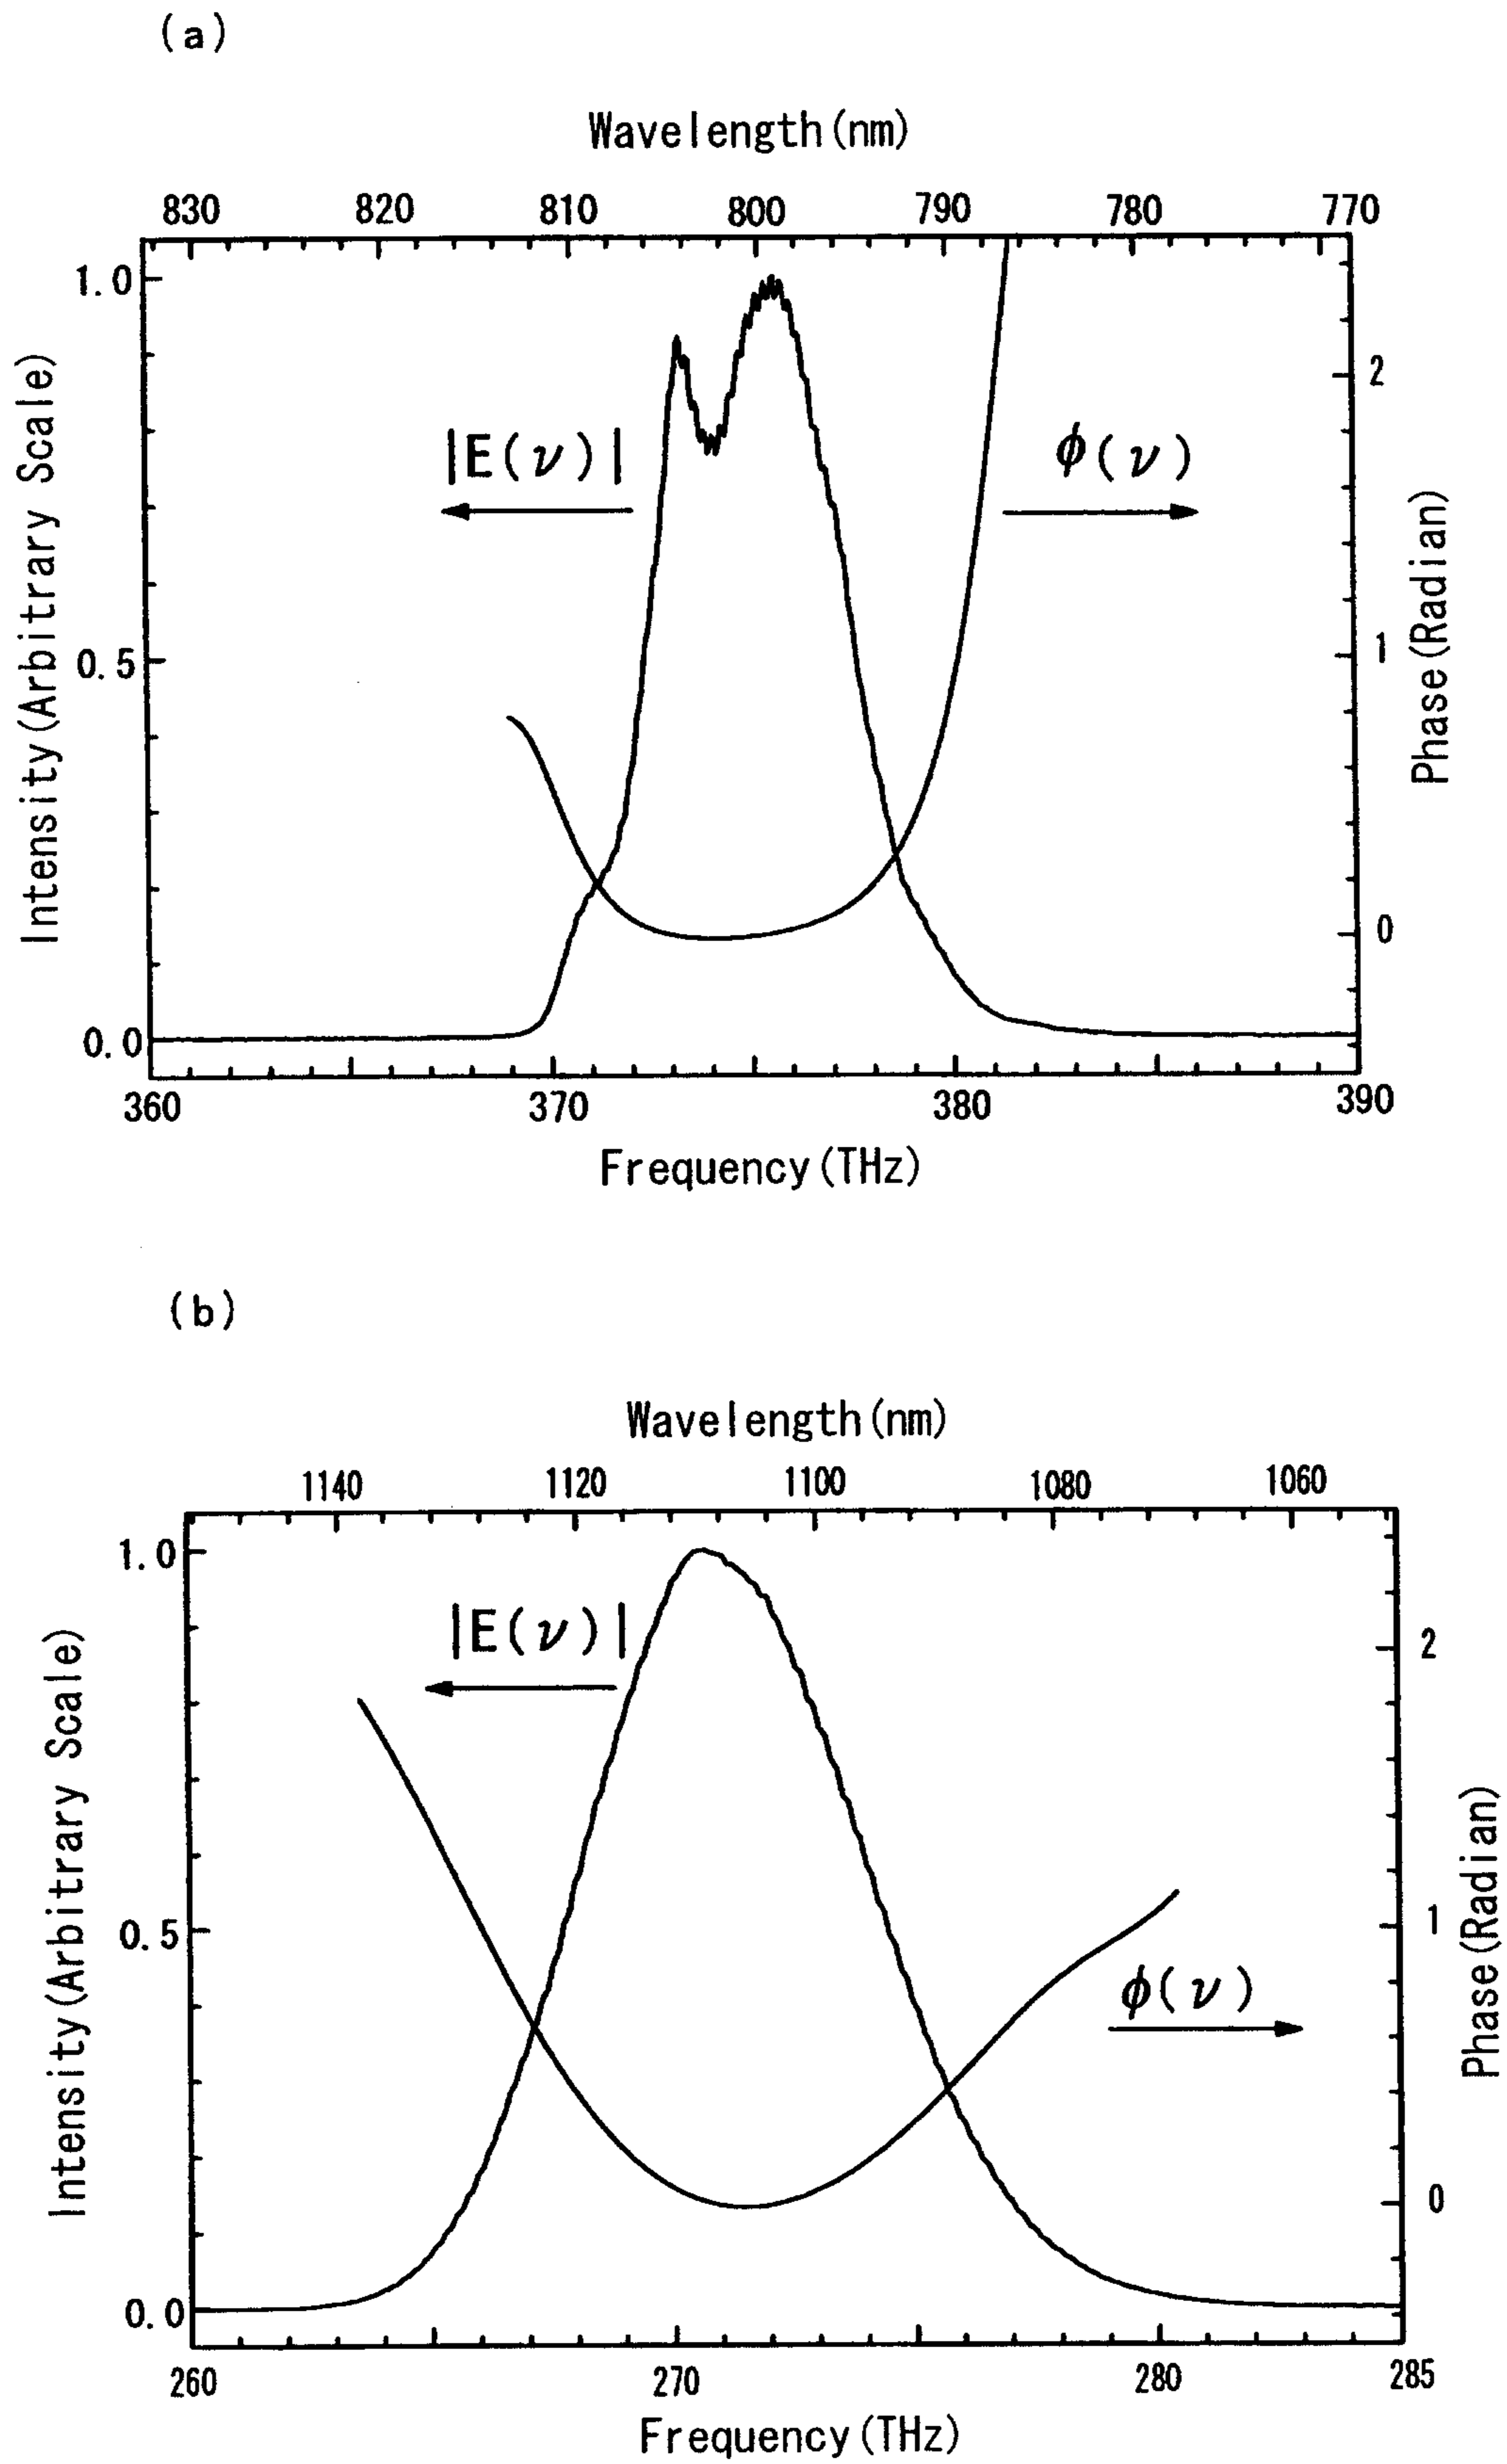 (a)
Wavelength(nm)
830 820 810 800 790 780 770
1.0
0.5
0.0
Intensity(Arbitrary Scale)
|E(ν)|
ϕ(ν)
2
1
0
Phase(Radian)
360 370 380 390
Frequency(THz)
(b)
Wavelength(nm)
1140 1120 1100 1080 1060
1.0
0.5
0.0
Intensity(Arbitrary Scale)
|E(ν)|
ϕ(ν)
2
1
0
Phase(Radian)
260 270 280 285
Frequency(THz)